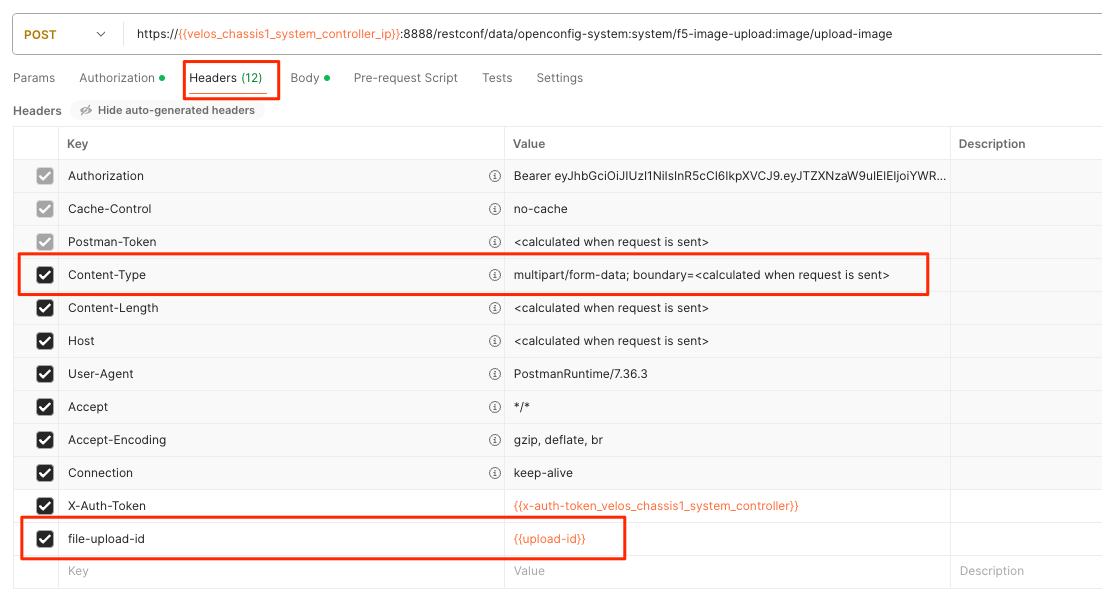 POST https://{{velos_chassis1_system_controller_ip}}:8888/restconf/data/openconfig-system:system/f5-image-upload:image/upload-image
Params Authorization Headers (12) Body Pre-request Script Tests Settings
Headers Hide auto-generated headers
Key Value Description
Authorization Bearer eyJhbGciOiJIUzI1NiIsInR5cCI6IkpXVCJ9.eyJTZXNzaW9uIElEIjoiYWR...
Cache-Control no-cache
Postman-Token <calculated when request is sent>
Content-Type multipart/form-data; boundary=<calculated when request is sent>
Content-Length <calculated when request is sent>
Host <calculated when request is sent>
User-Agent PostmanRuntime/7.36.3
Accept */*
Accept-Encoding gzip, deflate, br
Connection keep-alive
X-Auth-Token {{x-auth-token_velos_chassis1_system_controller}}
file-upload-id {{upload-id}}
Key Value Description